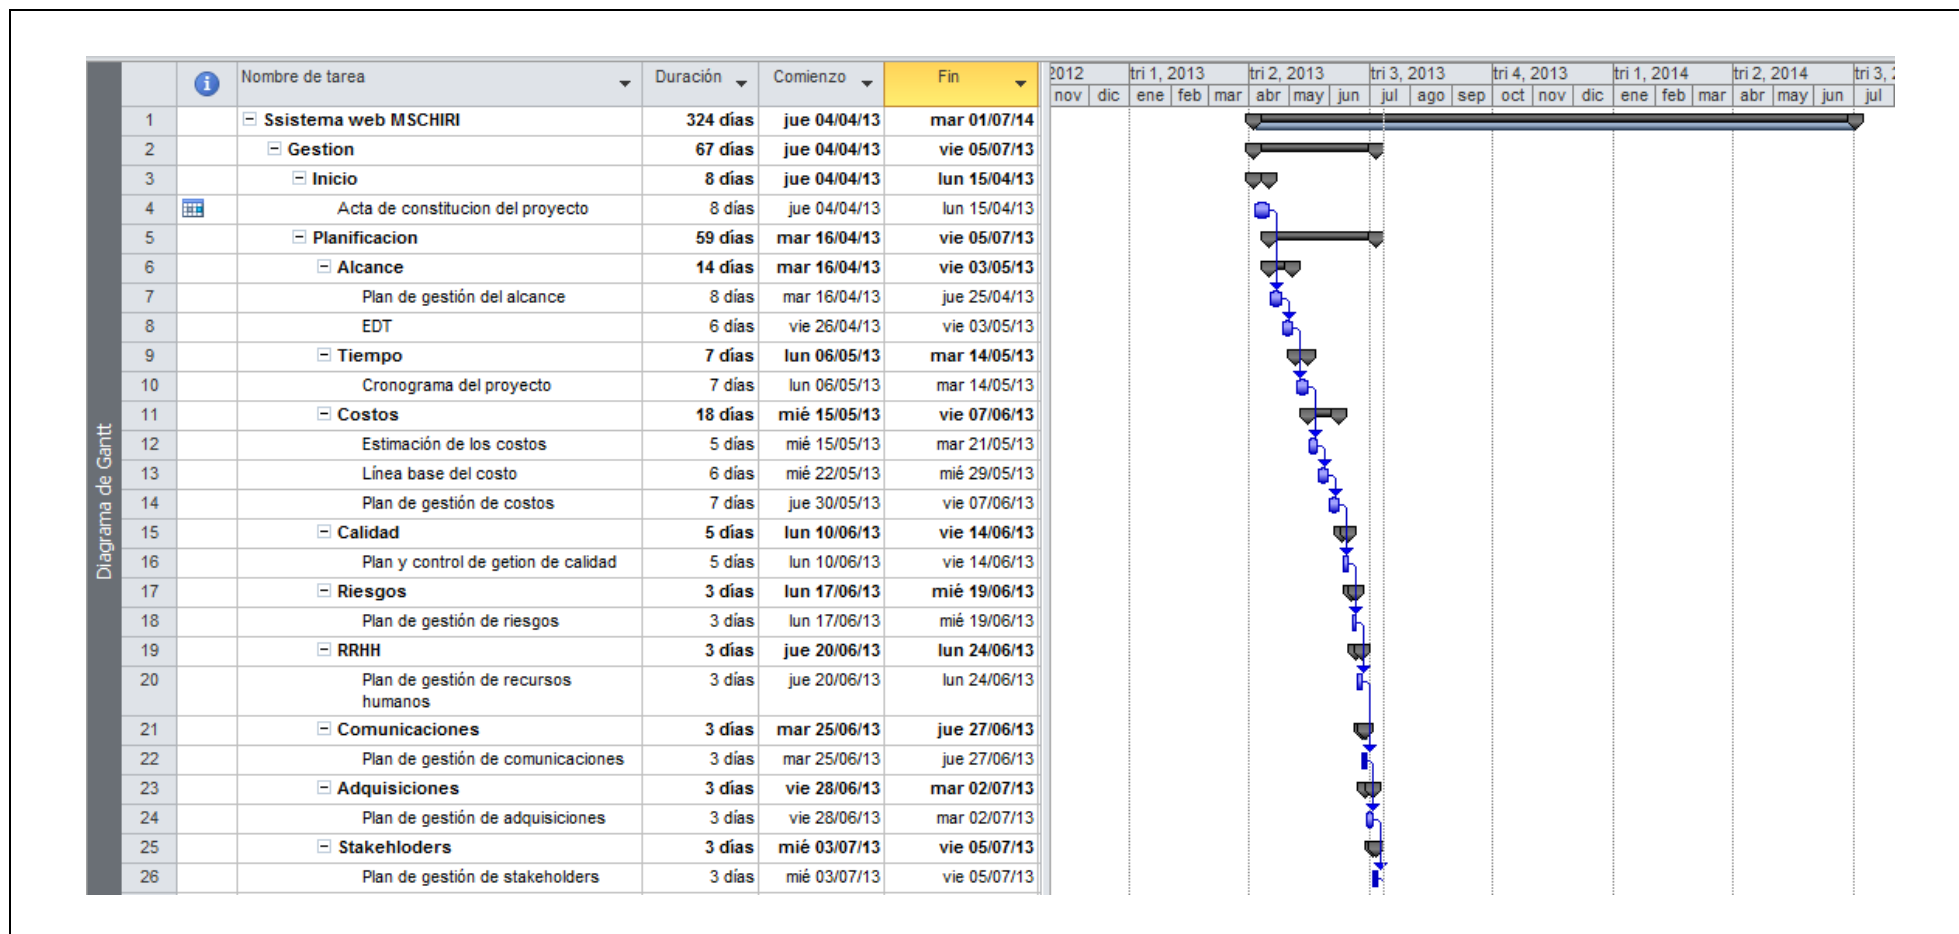 Nombre de tarea Duración Comienzo Fin
2012 tri 1, 2013 tri 2, 2013 tri 3, 2013 tri 4, 2013 tri 1, 2014 tri 2, 2014 tri 3,
nov dic ene feb mar abr may jun jul ago sep oct nov dic ene feb mar abr may jun jul
1 Ssistema web MSCHIRI 324 días jue 04/04/13 mar 01/07/14
2 Gestion 67 días jue 04/04/13 vie 05/07/13
3 Inicio 8 días jue 04/04/13 lun 15/04/13
4 Acta de constitucion del proyecto 8 días jue 04/04/13 lun 15/04/13
5 Planificacion 59 días mar 16/04/13 vie 05/07/13
6 Alcance 14 días mar 16/04/13 vie 03/05/13
7 Plan de gestión del alcance 8 días mar 16/04/13 jue 25/04/13
8 EDT 6 días vie 26/04/13 vie 03/05/13
9 Tiempo 7 días lun 06/05/13 mar 14/05/13
10 Cronograma del proyecto 7 días lun 06/05/13 mar 14/05/13
11 Costos 18 días mié 15/05/13 vie 07/06/13
12 Estimación de los costos 5 días mié 15/05/13 mar 21/05/13
13 Línea base del costo 6 días mié 22/05/13 mié 29/05/13
14 Plan de gestión de costos 7 días jue 30/05/13 vie 07/06/13
15 Calidad 5 días lun 10/06/13 vie 14/06/13
16 Plan y control de getion de calidad 5 días lun 10/06/13 vie 14/06/13
17 Riesgos 3 días lun 17/06/13 mié 19/06/13
18 Plan de gestión de riesgos 3 días lun 17/06/13 mié 19/06/13
19 RRHH 3 días jue 20/06/13 lun 24/06/13
20 Plan de gestión de recursos 3 días jue 20/06/13 lun 24/06/13
humanos
21 Comunicaciones 3 días mar 25/06/13 jue 27/06/13
22 Plan de gestión de comunicaciones 3 días mar 25/06/13 jue 27/06/13
23 Adquisiciones 3 días vie 28/06/13 mar 02/07/13
24 Plan de gestión de adquisiciones 3 días vie 28/06/13 mar 02/07/13
25 Stakehloders 3 días mié 03/07/13 vie 05/07/13
26 Plan de gestión de stakeholders 3 días mié 03/07/13 vie 05/07/13
Diagrama de Gantt